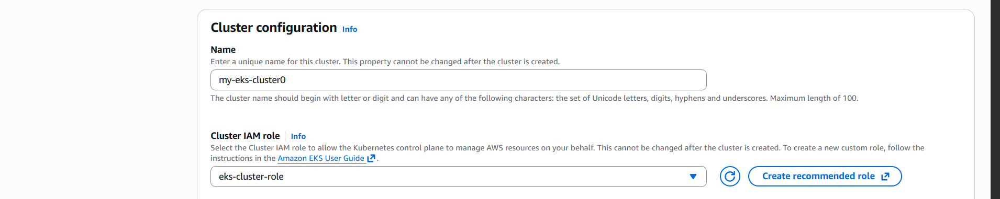 Cluster configuration Info
Name
Enter a unique name for this cluster. This property cannot be changed after the cluster is created.
my-eks-cluster0
The cluster name should begin with letter or digit and can have any of the following characters: the set of Unicode letters, digits, hyphens and underscores. Maximum length of 100.
Cluster IAM role Info
Select the Cluster IAM role to allow the Kubernetes control plane to manage AWS resources on your behalf. This cannot be changed after the cluster is created. To create a new custom role, follow the
instructions in the Amazon EKS User Guide.
eks-cluster-role Create recommended role